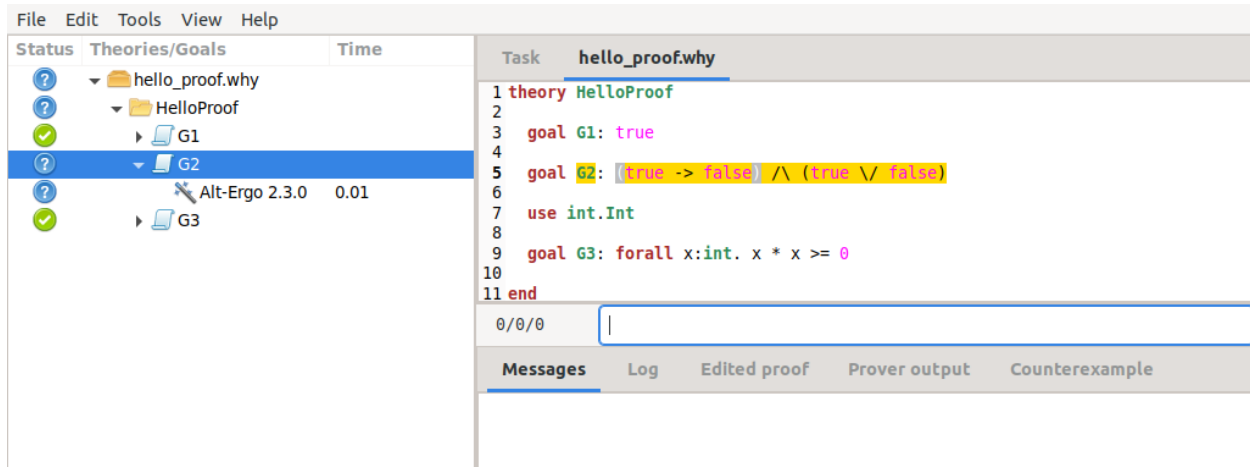 File Edit Tools View Help
Status Theories/Goals Time
hello_proof.why
HelloProof
G1
G2
Alt-Ergo 2.3.0 0.01
G3
Task hello_proof.why
1 theory HelloProof
2
3 goal G1: true
4
5 goal G2: (true -> false) /\ (true \/ false)
6
7 use int.Int
8
9 goal G3: forall x:int. x * x >= 0
10
11 end
0/0/0
Messages Log Edited proof Prover output Counterexample